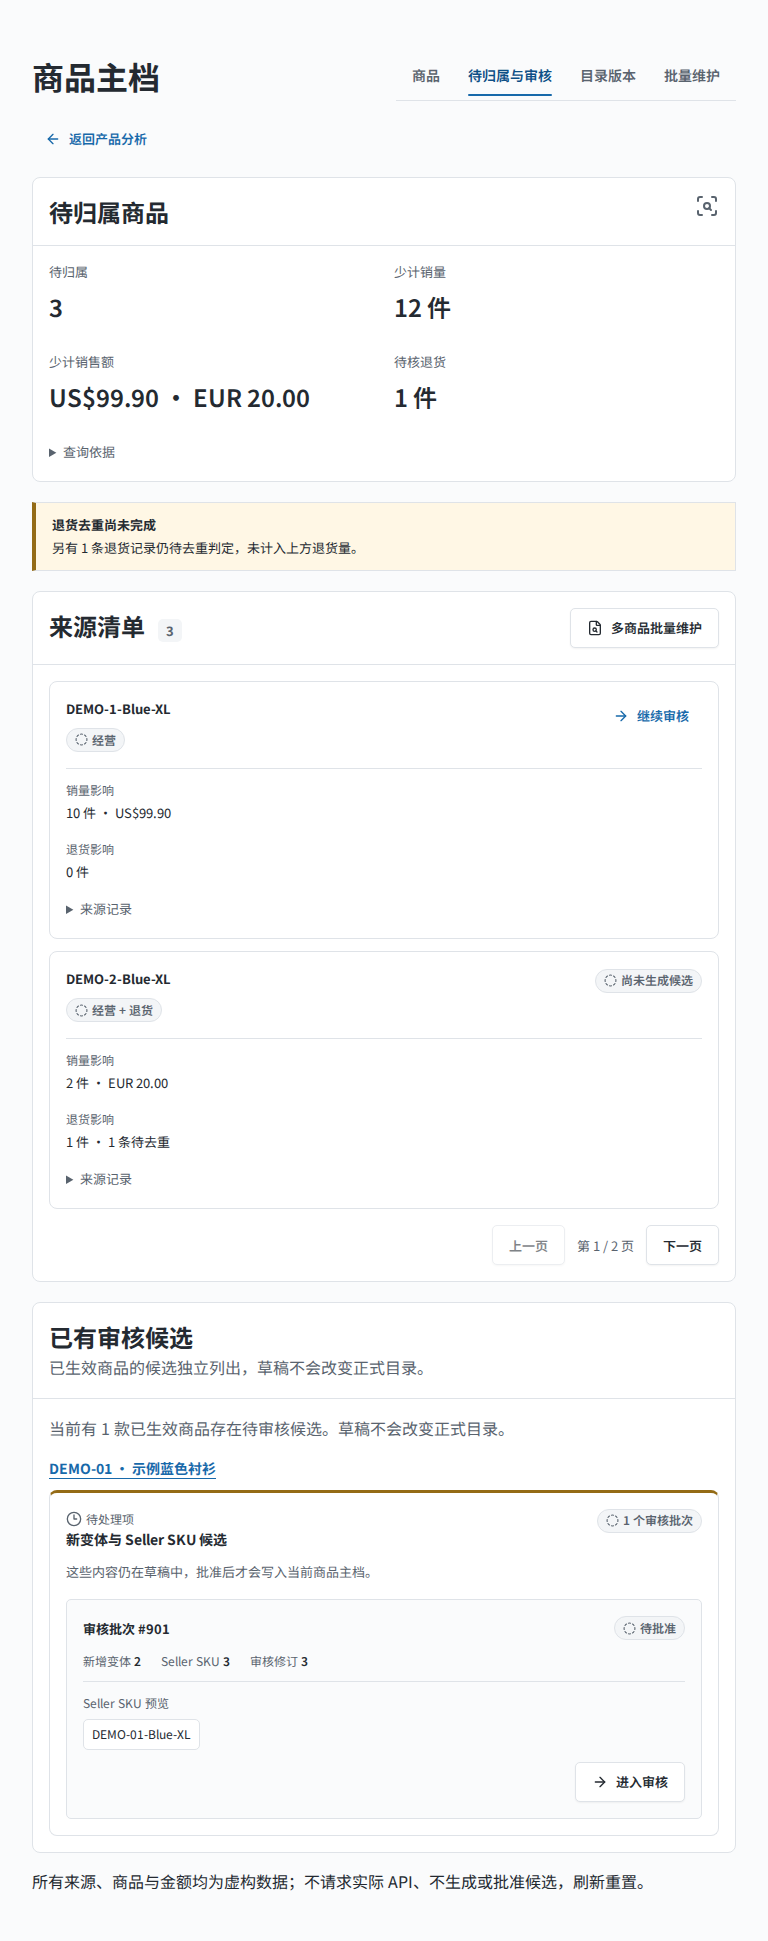 商品主档
商品
待归属与审核
目录版本
批量维护
返回产品分析
待归属商品
待归属
3
少计销量
12 件
少计销售额
US$99.90 · EUR 20.00
待核退货
1 件
查询依据
退货去重尚未完成
另有 1 条退货记录仍待去重判定，未计入上方退货量。
来源清单 3
多商品批量维护
DEMO-1-Blue-XL
继续审核
经营
销量影响
10 件 · US$99.90
退货影响
0 件
来源记录
DEMO-2-Blue-XL
尚未生成候选
经营 + 退货
销量影响
2 件 · EUR 20.00
退货影响
1 件 · 1 条待去重
来源记录
上一页
第 1 / 2 页
下一页
已有审核候选
已生效商品的候选独立列出，草稿不会改变正式目录。
当前有 1 款已生效商品存在待审核候选。草稿不会改变正式目录。
DEMO-01 · 示例蓝色衬衫
待处理项
1 个审核批次
新变体与 Seller SKU 候选
这些内容仍在草稿中，批准后才会写入当前商品主档。
审核批次 #901
待批准
新增变体 2 Seller SKU 3 审核修订 3
Seller SKU 预览
DEMO-01-Blue-XL
进入审核
所有来源、商品与金额均为虚构数据；不请求实际 API、不生成或批准候选，刷新重置。